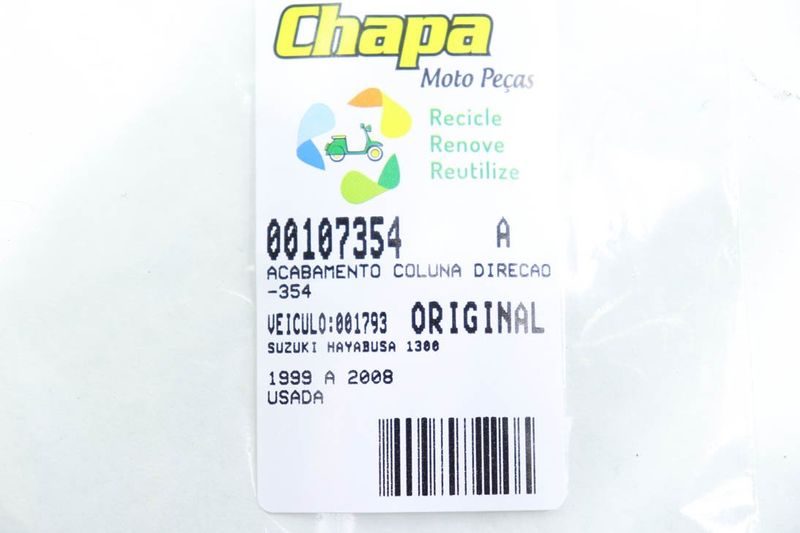 Chapa
Moto Peças
Recicle
Renove
Reutilize
00107354 A
ACABAMENTO COLUNA DIRECAO
-354
VEICULO:001793 ORIGINAL
SUZUKI HAYABUSA 1300
1999 A 2008
USADA